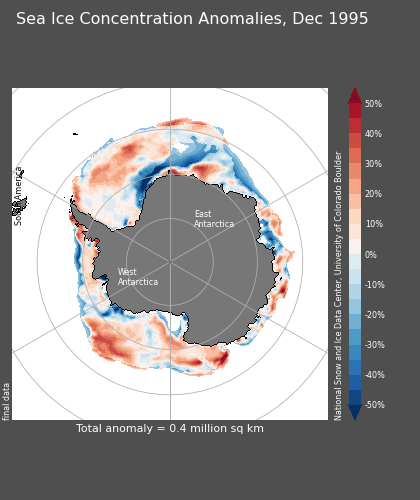 Sea Ice Concentration Anomalies, Dec 1995
South America
East
Antarctica
West
Antarctica
final data
50%
40%
30%
20%
10%
0%
-10%
-20%
-30%
-40%
-50%
National Snow and Ice Data Center, University of Colorado Boulder
Total anomaly = 0.4 million sq km